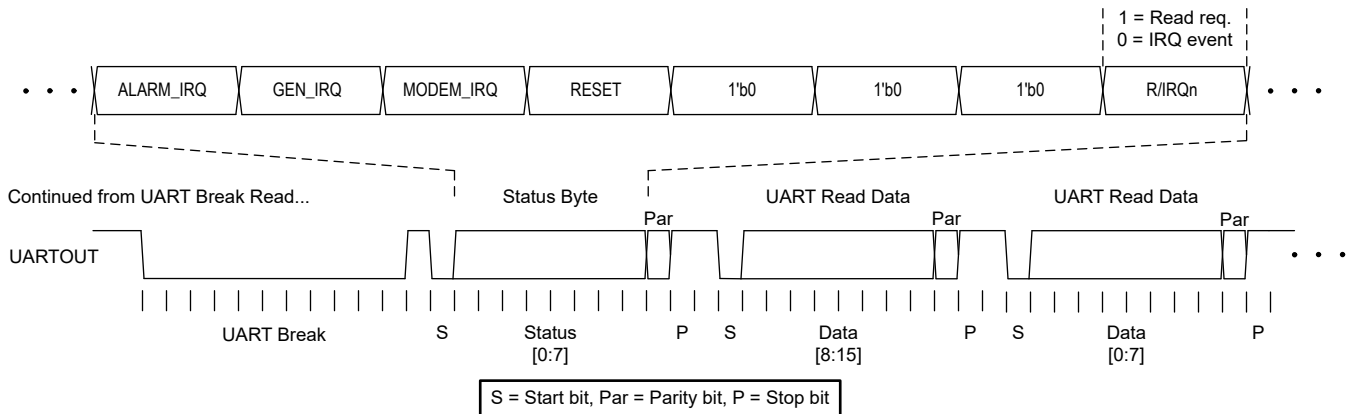 1 = Read req.
0 = IRQ event
• • • ALARM_IRQ GEN_IRQ MODEM_IRQ RESET 1'b0 1'b0 1'b0 R/IRQn • • •
Continued from UART Break Read... Status Byte UART Read Data UART Read Data
Par Par Par
UARTOUT • • •
UART Break S Status P S Data P S Data P
[0:7] [8:15] [0:7]
S = Start bit, Par = Parity bit, P = Stop bit